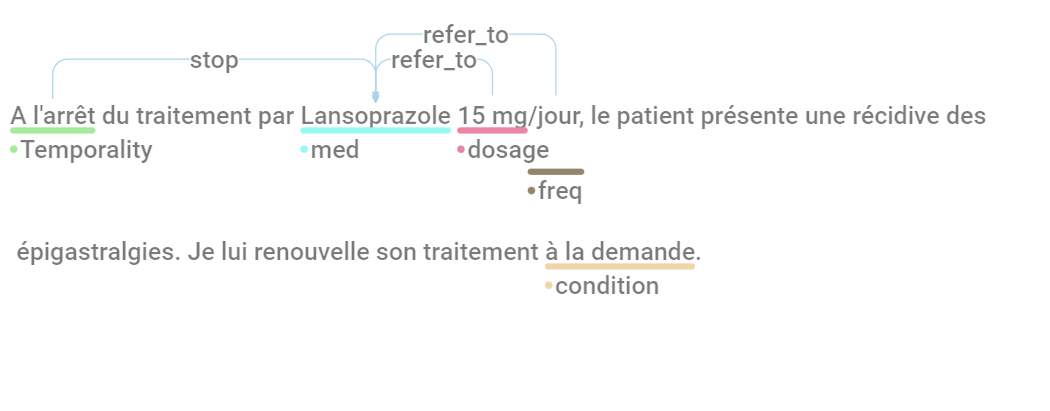 refer_to
stop refer_to
A l'arrêt du traitement par Lansoprazole 15 mg/jour, le patient présente une récidive des
Temporality med dosage
freq
épigastralgies. Je lui renouvelle son traitement à la demande.
condition